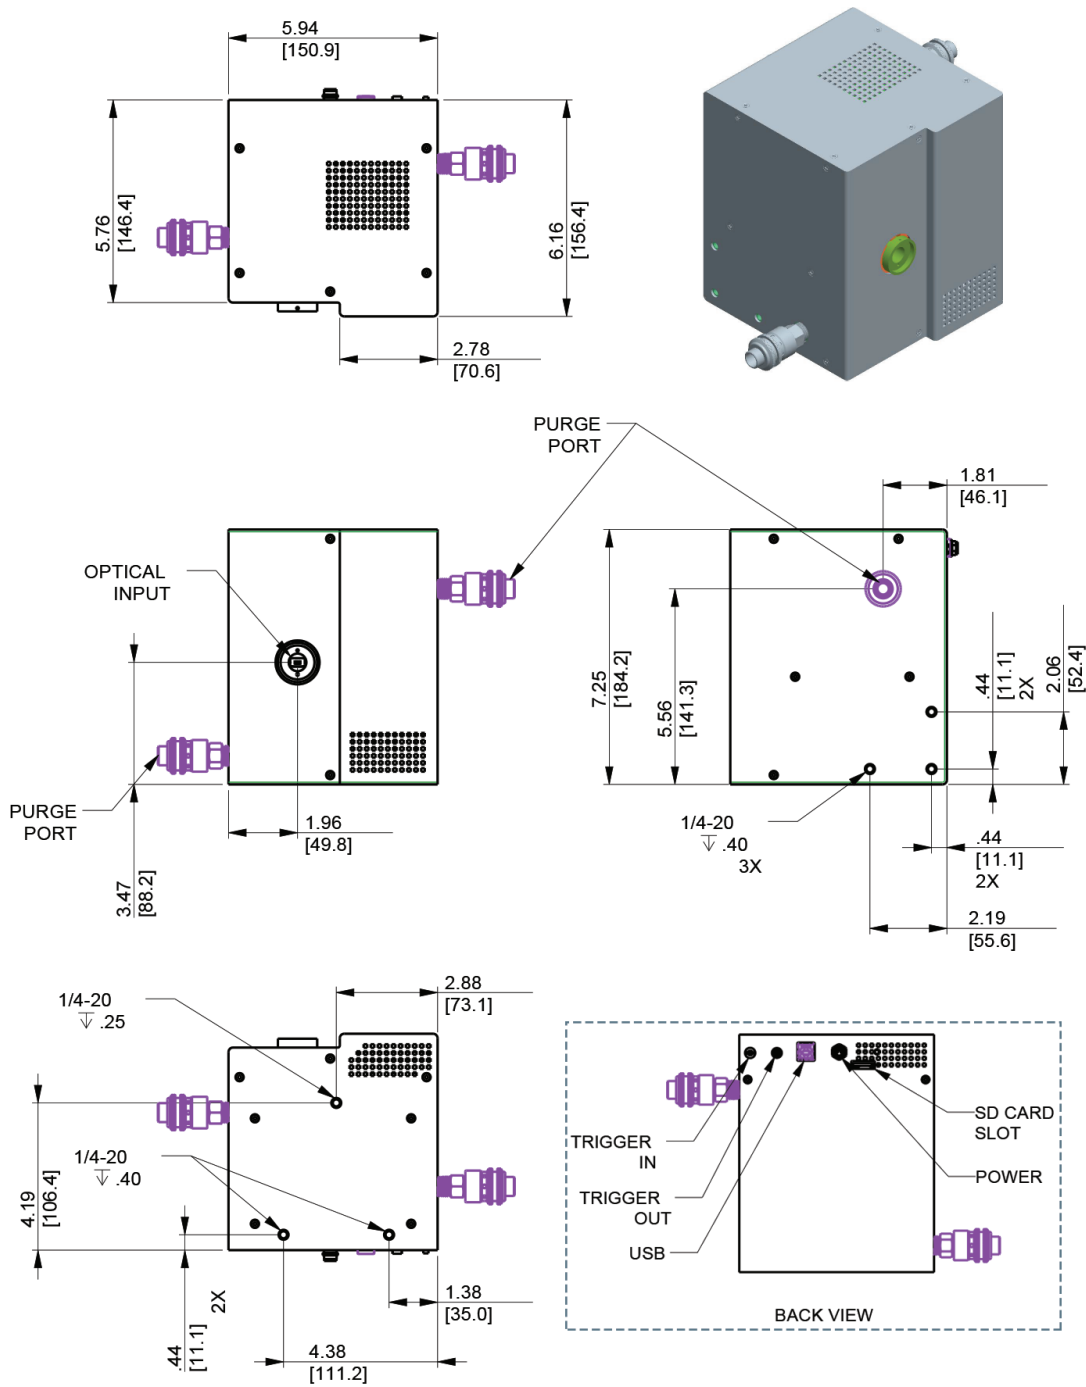 5.94
[150.9]
5.76
[146.4]
6.16
[156.4]
2.78
[70.6]
PURGE
PORT
1.81
[46.1]
OPTICAL
INPUT
7.25
[184.2]
5.56
[141.3]
.44
[11.1]
2X
2.06
[52.4]
PURGE
PORT
1.96
[49.8]
3.47
[88.2]
1/4-20
↧ .40
3X
.44
[11.1]
2X
2.19
[55.6]
1/4-20
↧ .25
2.88
[73.1]
1/4-20
↧ .40
4.19
[106.4]
.44
[11.1]
2X
1.38
[35.0]
4.38
[111.2]
TRIGGER
IN
TRIGGER
OUT
USB
SD CARD
SLOT
POWER
BACK VIEW